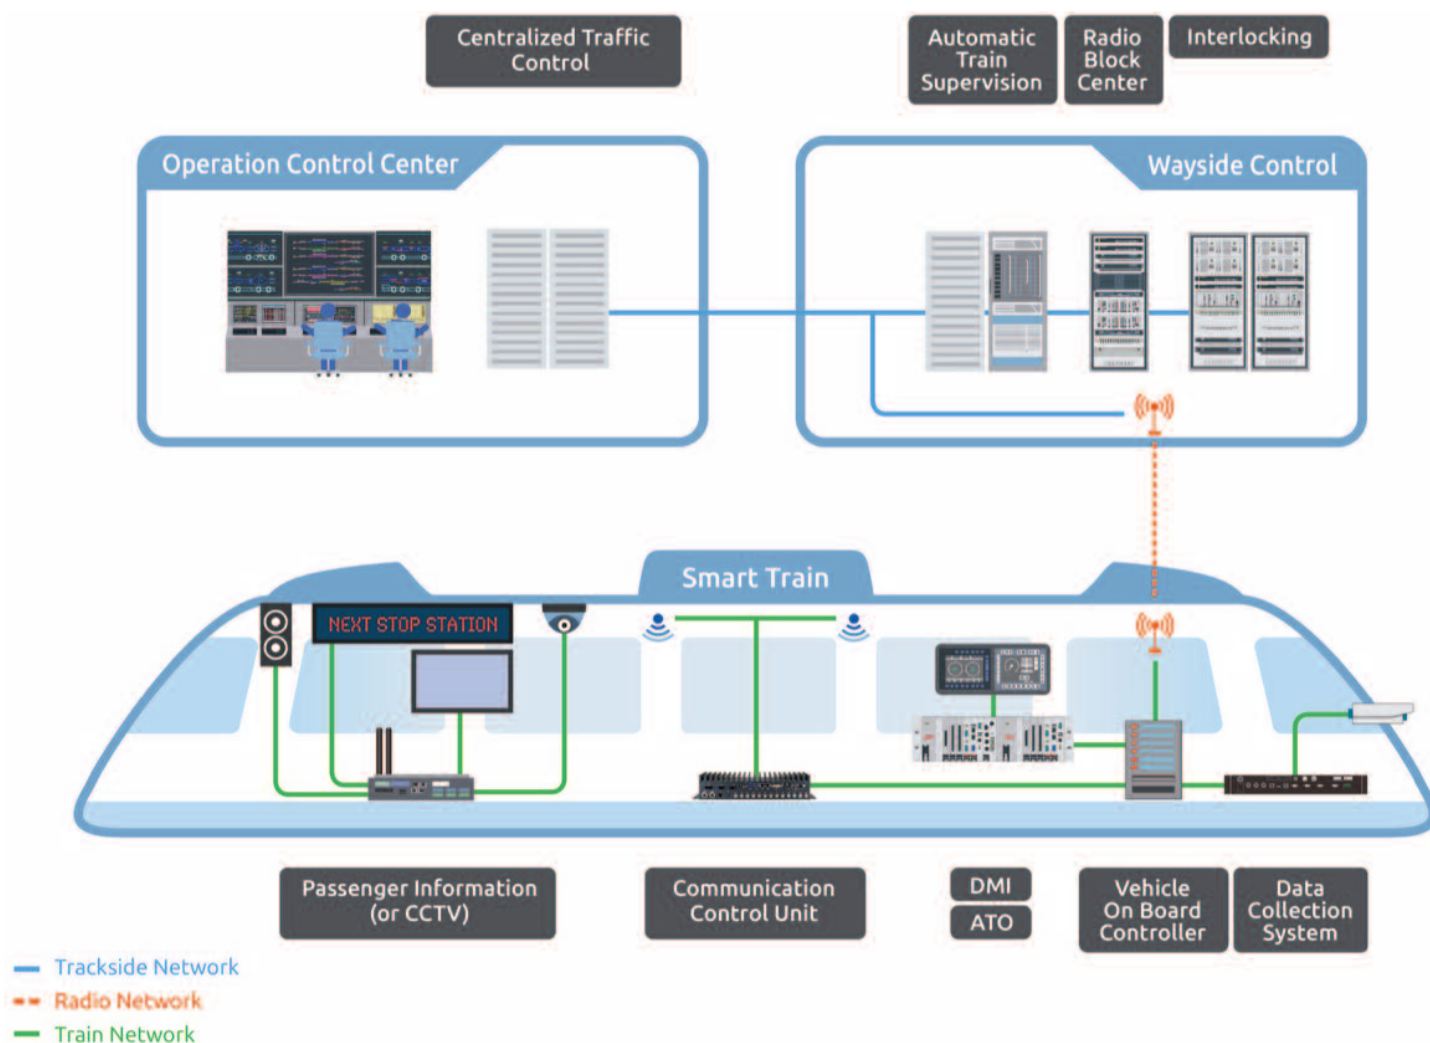 Centralized Traffic
Control
Automatic
Train
Supervision
Radio
Block
Center
Interlocking
Operation Control Center
Wayside Control
Smart Train
NEXT STOP STATION
Passenger Information
(or CCTV)
Communication
Control Unit
DMI
ATO
Vehicle
On Board
Controller
Data
Collection
System
Trackside Network
Radio Network
Train Network